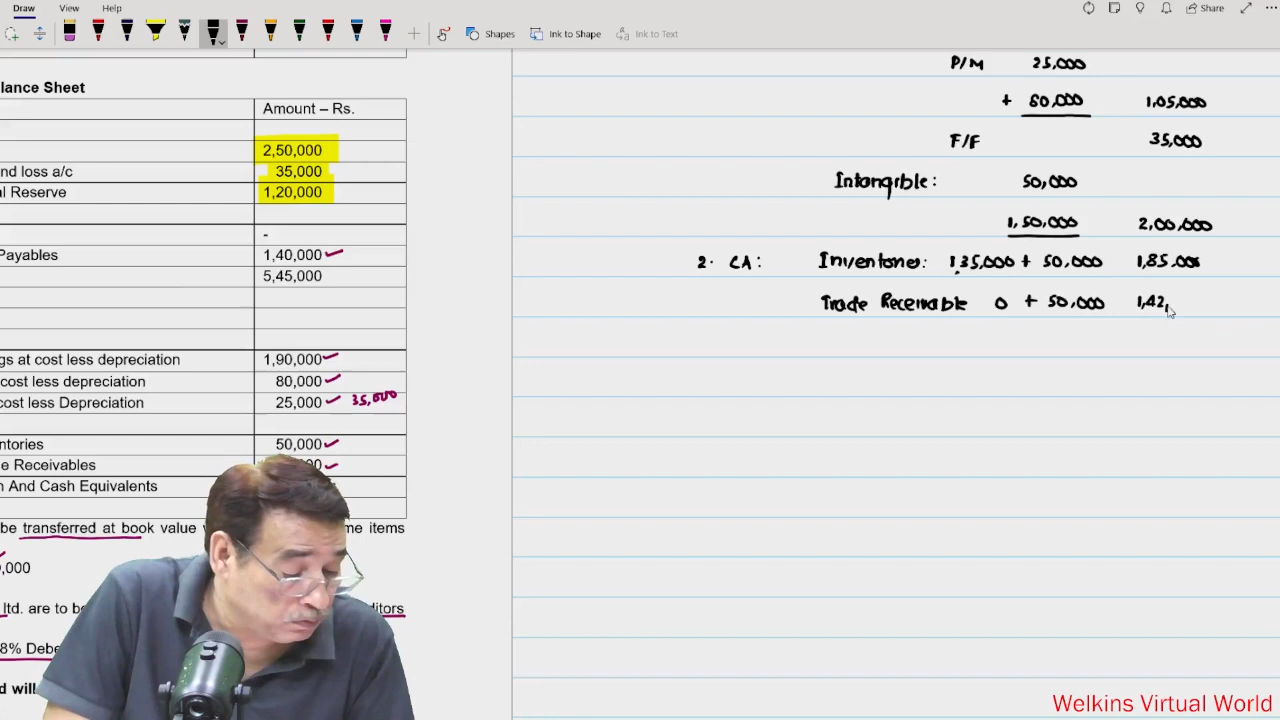 Draw View Help
Share
Shapes Ink to Shape Ink to Text
lance Sheet
Amount – Rs.
2,50,000
nd loss a/c 35,000
al Reserve 1,20,000
-
Payables 1,40,000
5,45,000
gs at cost less depreciation 1,90,000
cost less depreciation 80,000
cost less Depreciation 25,000 35,000
ntories 50,000
e Receivables
n And Cash Equivalents
be transferred at book value me items
,000
ltd. are to be ditors
8% Debe
d will
P/M 25,000
+ 80,000 1,05,000
F/F 35,000
Intangible: 50,000
1,50,000 2,00,000
2. CA: Inventories: 1,35,000 + 50,000 1,85,000
Trade Receivable 0 + 50,000 1,42,
Welkins Virtual World